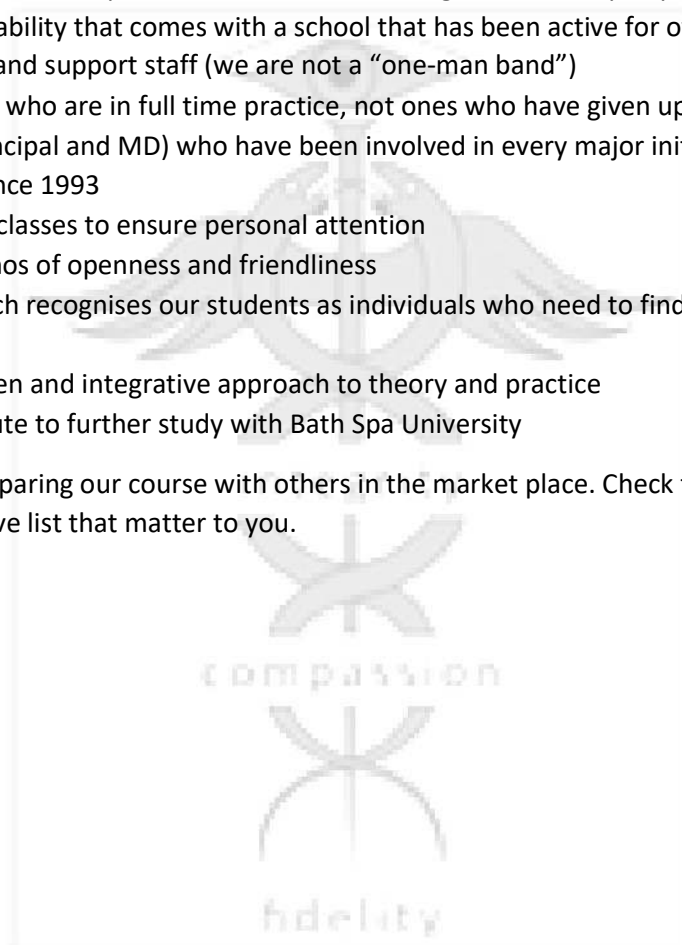 ability that comes with a school that has been active for o
and support staff (we are not a “one-man band”)
who are in full time practice, not ones who have given up
ncipal and MD) who have been involved in every major init
nce 1993
classes to ensure personal attention
nos of openness and friendliness
ch recognises our students as individuals who need to find
en and integrative approach to theory and practice
ute to further study with Bath Spa University
paring our course with others in the market place. Check
ve list that matter to you.
compassion
fidelity